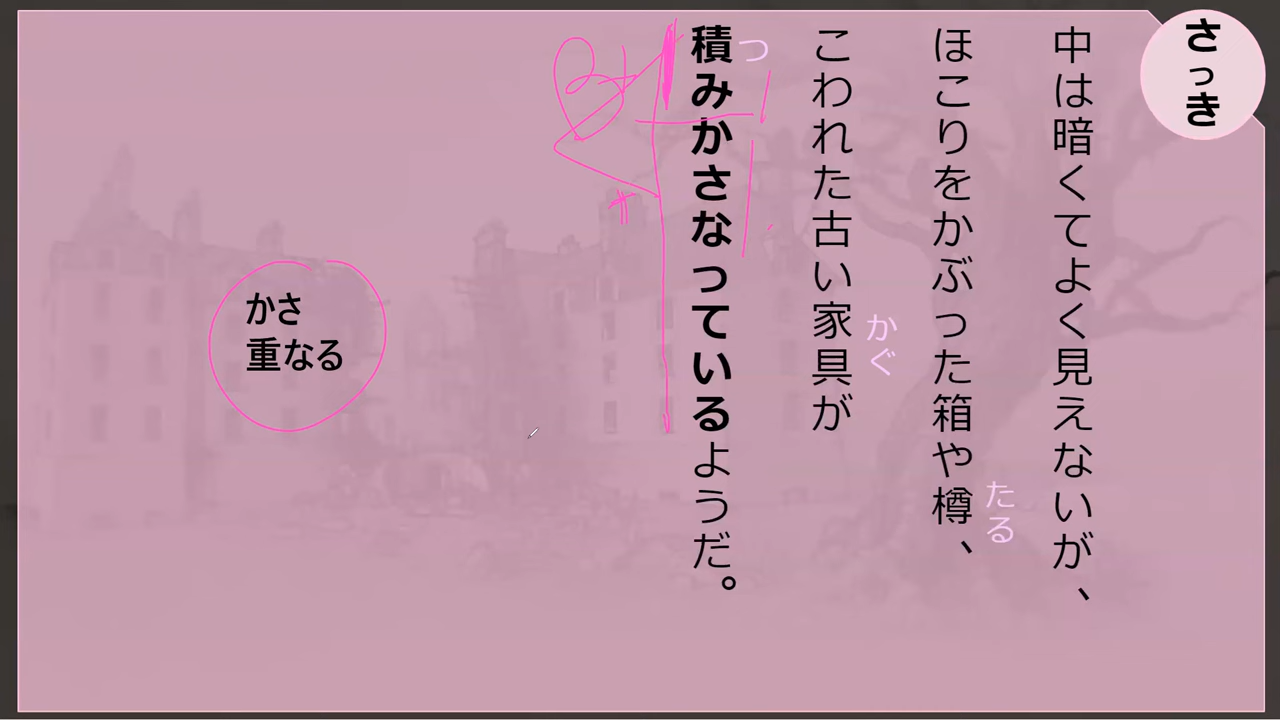 さっき
中は暗くてよく見えないが、
ほこりをかぶった箱や樽、
たる
こわれた古い家具が
かぐ
積みかさなっているようだ。
つ
かさ
重なる